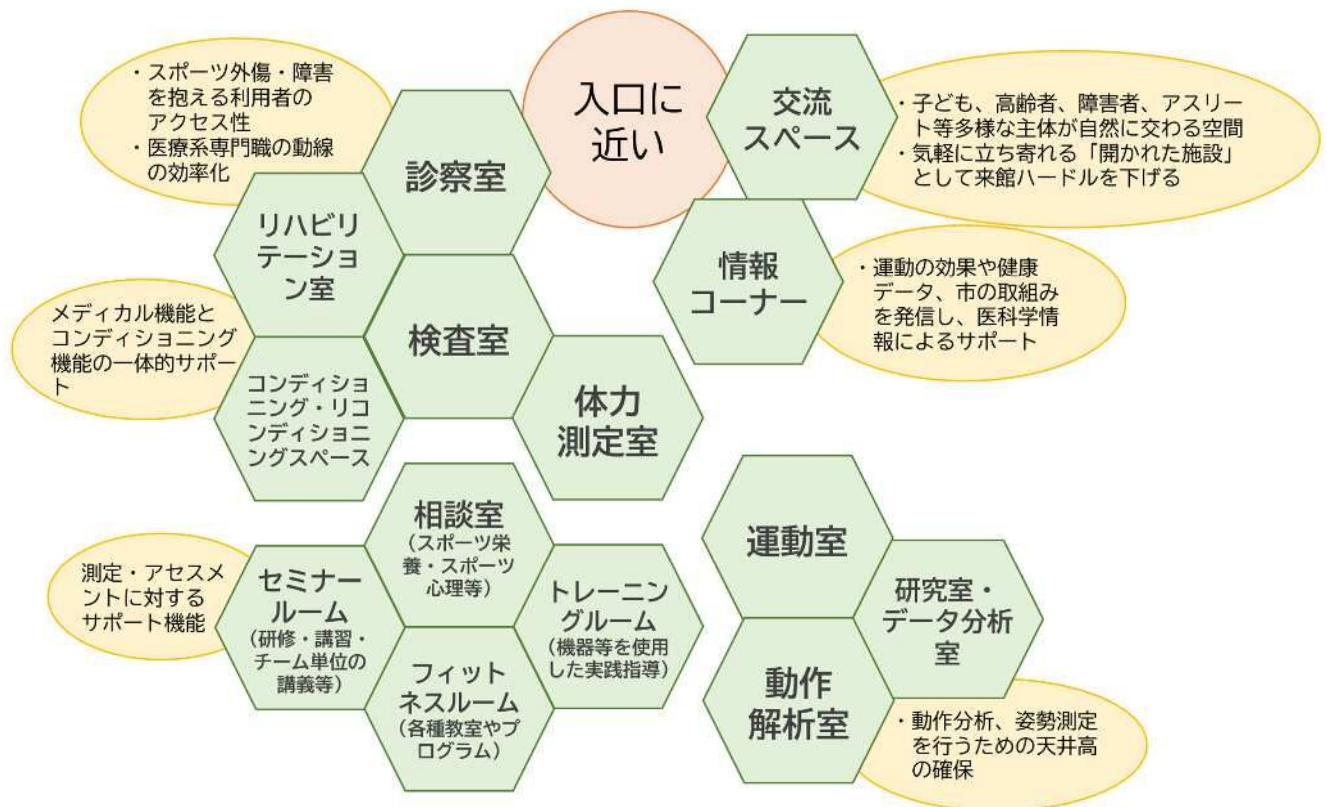 ・スポーツ外傷・障害
を抱える利用者の
アクセス性
・医療系専門職の動線
の効率化
診察室
入口に
近い
交流
スペース
・子ども、高齢者、障害者、アスリー
ト等多様な主体が自然に交わる空間
・気軽に立ち寄れる「開かれた施設」
として来館ハードルを下げる
リハビリ
テーショ
ン室
情報
コーナー
・運動の効果や健康
データ、市の取組み
を発信し、医科学情
報によるサポート
メディカル機能と
コンディショニング
機能の一体的サポー
ト
検査室
コンディショ
ニング・リコ
ンディショニ
ングスペース
体力
測定室
相談室
(スポーツ栄
養・スポーツ
心理等)
運動室
測定・アセスメ
ントに対する
サポート機能
セミナー
ルーム
(研修・講習・
チーム単位の
講義等)
トレーニン
グルーム
(機器等を使用
した実践指導)
研究室・
データ分析
室
フィット
ネスルーム
(各種教室やプ
ログラム)
動作
解析室
・動作分析、姿勢測定
を行うための天井高
の確保